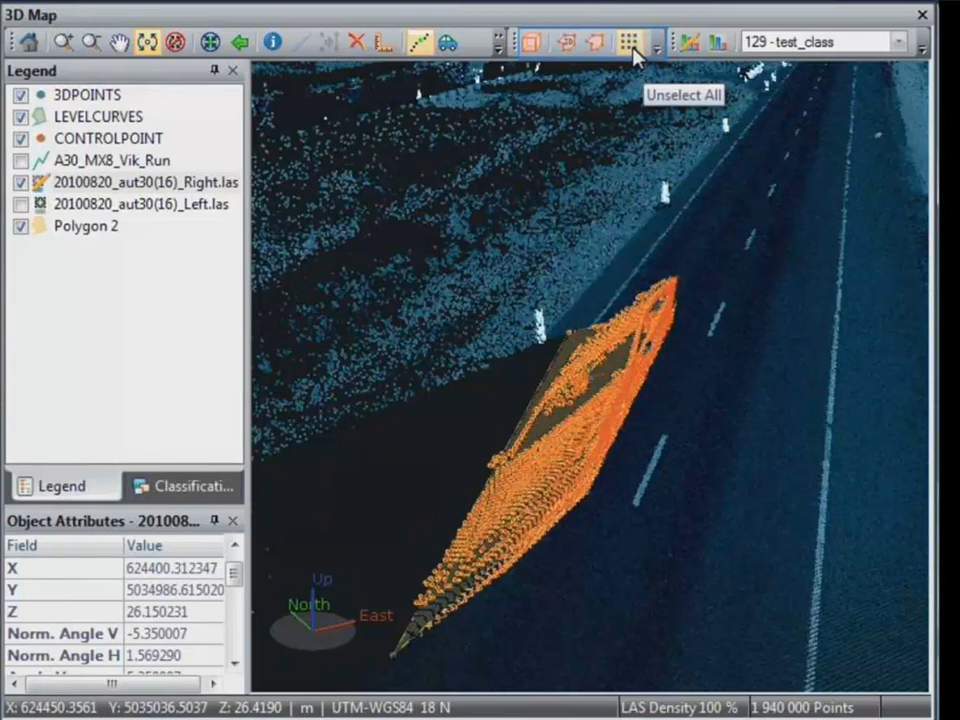 3D Map
129 - test_class
Legend
Unselect All
3DPOINTS
LEVELCURVES
CONTROLPOINT
A30_MX8_Vik_Run
20100820_aut30(16)_Right.las
20100820_aut30(16)_Left.las
Polygon 2
Legend
Classificati...
Object Attributes - 201008...
Field Value
X 624400.312347
Y 5034986.615020
Z 26.150231
Norm. Angle V -5.350007
Norm. Angle H 1.569290
Up
North
East
X: 624450.3561 Y: 5035036.5037 Z: 26.4190 m UTM-WGS84 18 N LAS Density 100 % 1 940 000 Points